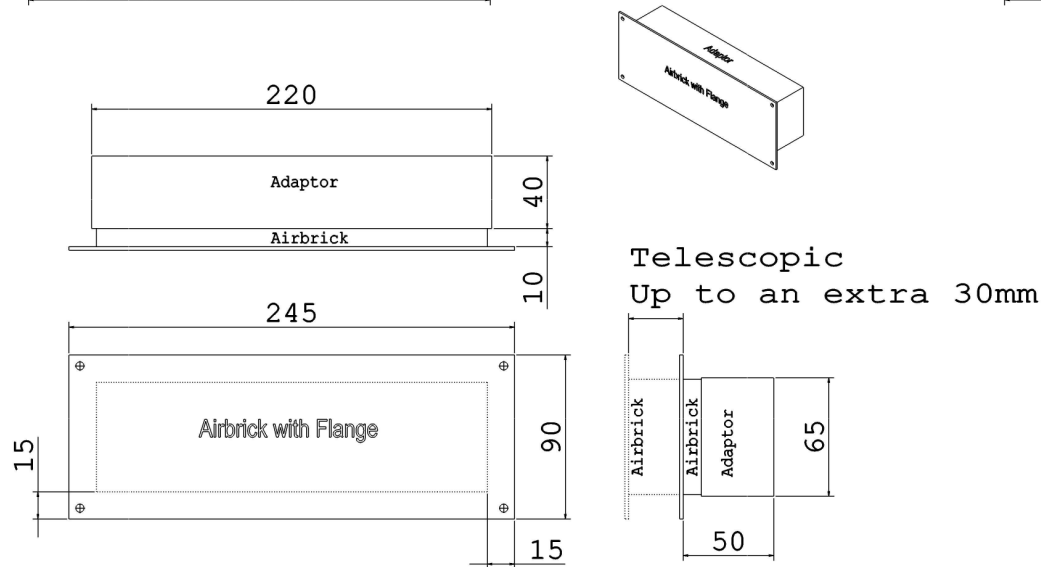 Adaptor
Airbrick with Flange
220
Adaptor
40
Airbrick
10
Telescopic
Up to an extra 30mm
245
Airbrick with Flange
15
90
15
Airbrick
Airbrick
Adaptor
65
50